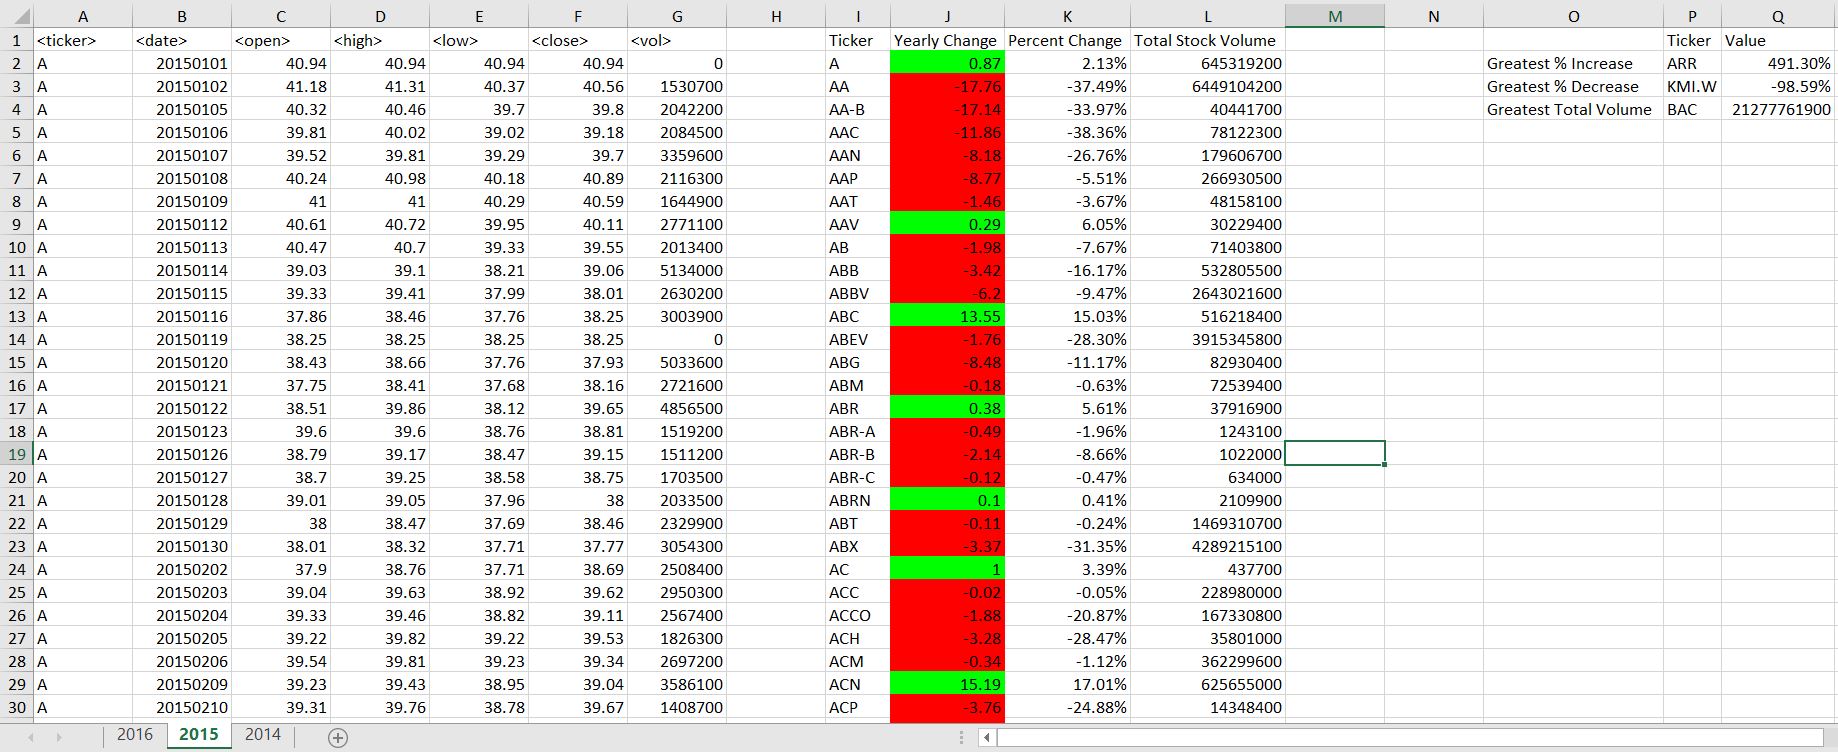 A B C D E F G H I J K L M N O P Q
1 <ticker> <date> <open> <high> <low> <close> <vol> Ticker Yearly Change Percent Change Total Stock Volume Ticker Value
2 A 20150101 40.94 40.94 40.94 40.94 0 A 0.87 2.13% 645319200 Greatest % Increase ARR 491.30%
3 A 20150102 41.18 41.31 40.37 40.56 1530700 AA -17.76 -37.49% 6449104200 Greatest % Decrease KMI.W -98.59%
4 A 20150105 40.32 40.46 39.7 39.8 2042200 AA-B -17.14 -33.97% 40441700 Greatest Total Volume BAC 21277761900
5 A 20150106 39.81 40.02 39.02 39.18 2084500 AAC -11.86 -38.36% 78122300
6 A 20150107 39.52 39.81 39.29 39.7 3359600 AAN -8.18 -26.76% 179606700
7 A 20150108 40.24 40.98 40.18 40.89 2116300 AAP -8.77 -5.51% 266930500
8 A 20150109 41 41 40.29 40.59 1644900 AAT -1.46 -3.67% 48158100
9 A 20150112 40.61 40.72 39.95 40.11 2771100 AAV 0.29 6.05% 30229400
10 A 20150113 40.47 40.7 39.33 39.55 2013400 AB -1.98 -7.67% 71403800
11 A 20150114 39.03 39.1 38.21 39.06 5134000 ABB -3.42 -16.17% 532805500
12 A 20150115 39.33 39.41 37.99 38.01 2630200 ABBV -6.2 -9.47% 2643021600
13 A 20150116 37.86 38.46 37.76 38.25 3003900 ABC 13.55 15.03% 516218400
14 A 20150119 38.25 38.25 38.25 38.25 0 ABEV -1.76 -28.30% 3915345800
15 A 20150120 38.43 38.66 37.76 37.93 5033600 ABG -8.48 -11.17% 82930400
16 A 20150121 37.75 38.41 37.68 38.16 2721600 ABM -0.18 -0.63% 72539400
17 A 20150122 38.51 39.86 38.12 39.65 4856500 ABR 0.38 5.61% 37916900
18 A 20150123 39.6 39.6 38.76 38.81 1519200 ABR-A -0.49 -1.96% 1243100
19 A 20150126 38.79 39.17 38.47 39.15 1511200 ABR-B -2.14 -8.66% 1022000
20 A 20150127 38.7 39.25 38.58 38.75 1703500 ABR-C -0.12 -0.47% 634000
21 A 20150128 39.01 39.05 37.96 38 2033500 ABRN 0.1 0.41% 2109900
22 A 20150129 38 38.47 37.69 38.46 2329900 ABT -0.11 -0.24% 1469310700
23 A 20150130 38.01 38.32 37.71 37.77 3054300 ABX -3.37 -31.35% 4289215100
24 A 20150202 37.9 38.76 37.71 38.69 2508400 AC 1 3.39% 437700
25 A 20150203 39.04 39.63 38.92 39.62 2950300 ACC -0.02 -0.05% 228980000
26 A 20150204 39.33 39.46 38.82 39.11 2567400 ACCO -1.88 -20.87% 167330800
27 A 20150205 39.22 39.82 39.22 39.53 1826300 ACH -3.28 -28.47% 35801000
28 A 20150206 39.54 39.81 39.23 39.34 2697200 ACM -0.34 -1.12% 362299600
29 A 20150209 39.23 39.43 38.95 39.04 3586100 ACN 15.19 17.01% 625655000
30 A 20150210 39.31 39.76 38.78 39.67 1408700 ACP -3.76 -24.88% 14348400
2016 2015 2014